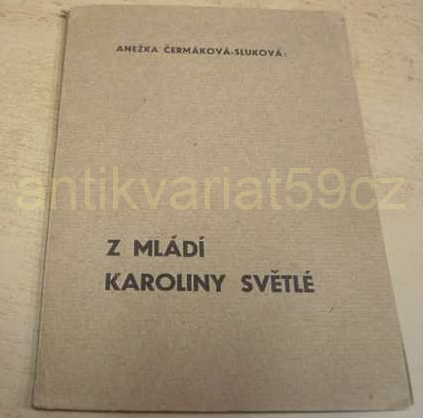 ANEŽKA ČERMÁKOVÁ-SLUKOVÁ:
antikvariat59cz
Z MLÁDÍ
KAROLINY SVĚTLÉ